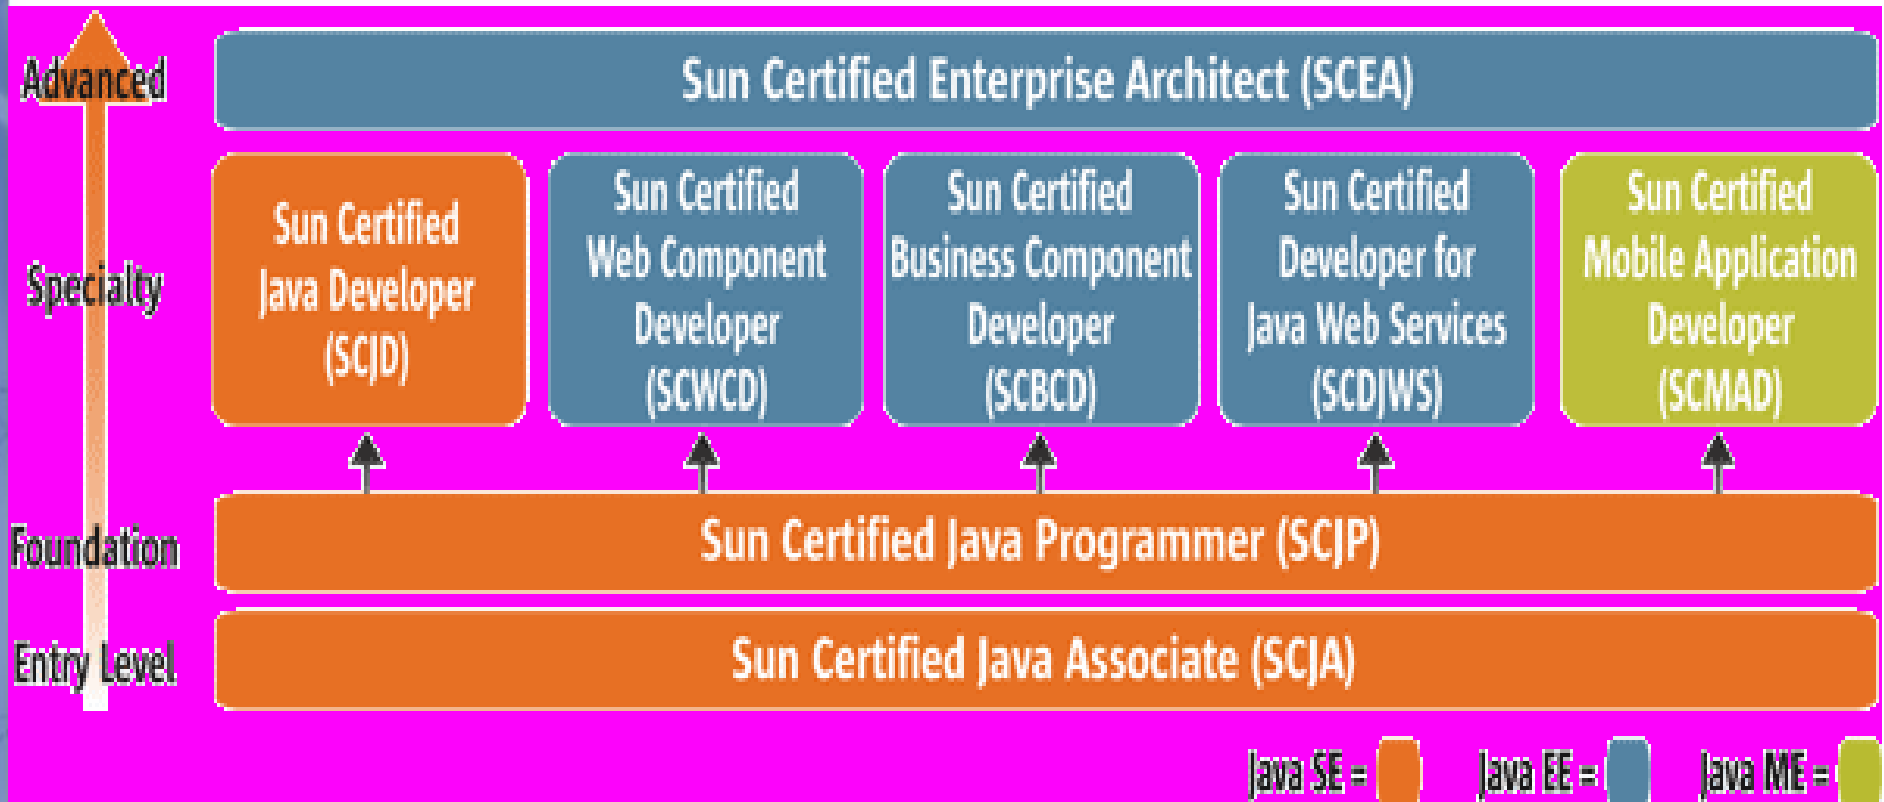 Advanced
Sun Certified Enterprise Architect (SCEA)
Specialty
Sun Certified
Java Developer
(SCJD)
Sun Certified
Web Component
Developer
(SCWCD)
Sun Certified
Business Component
Developer
(SCBCD)
Sun Certified
Developer for
Java Web Services
(SCDJWS)
Sun Certified
Mobile Application
Developer
(SCMAD)
Foundation
Sun Certified Java Programmer (SCJP)
Entry Level
Sun Certified Java Associate (SCJA)
Java SE =
Java EE =
Java ME =